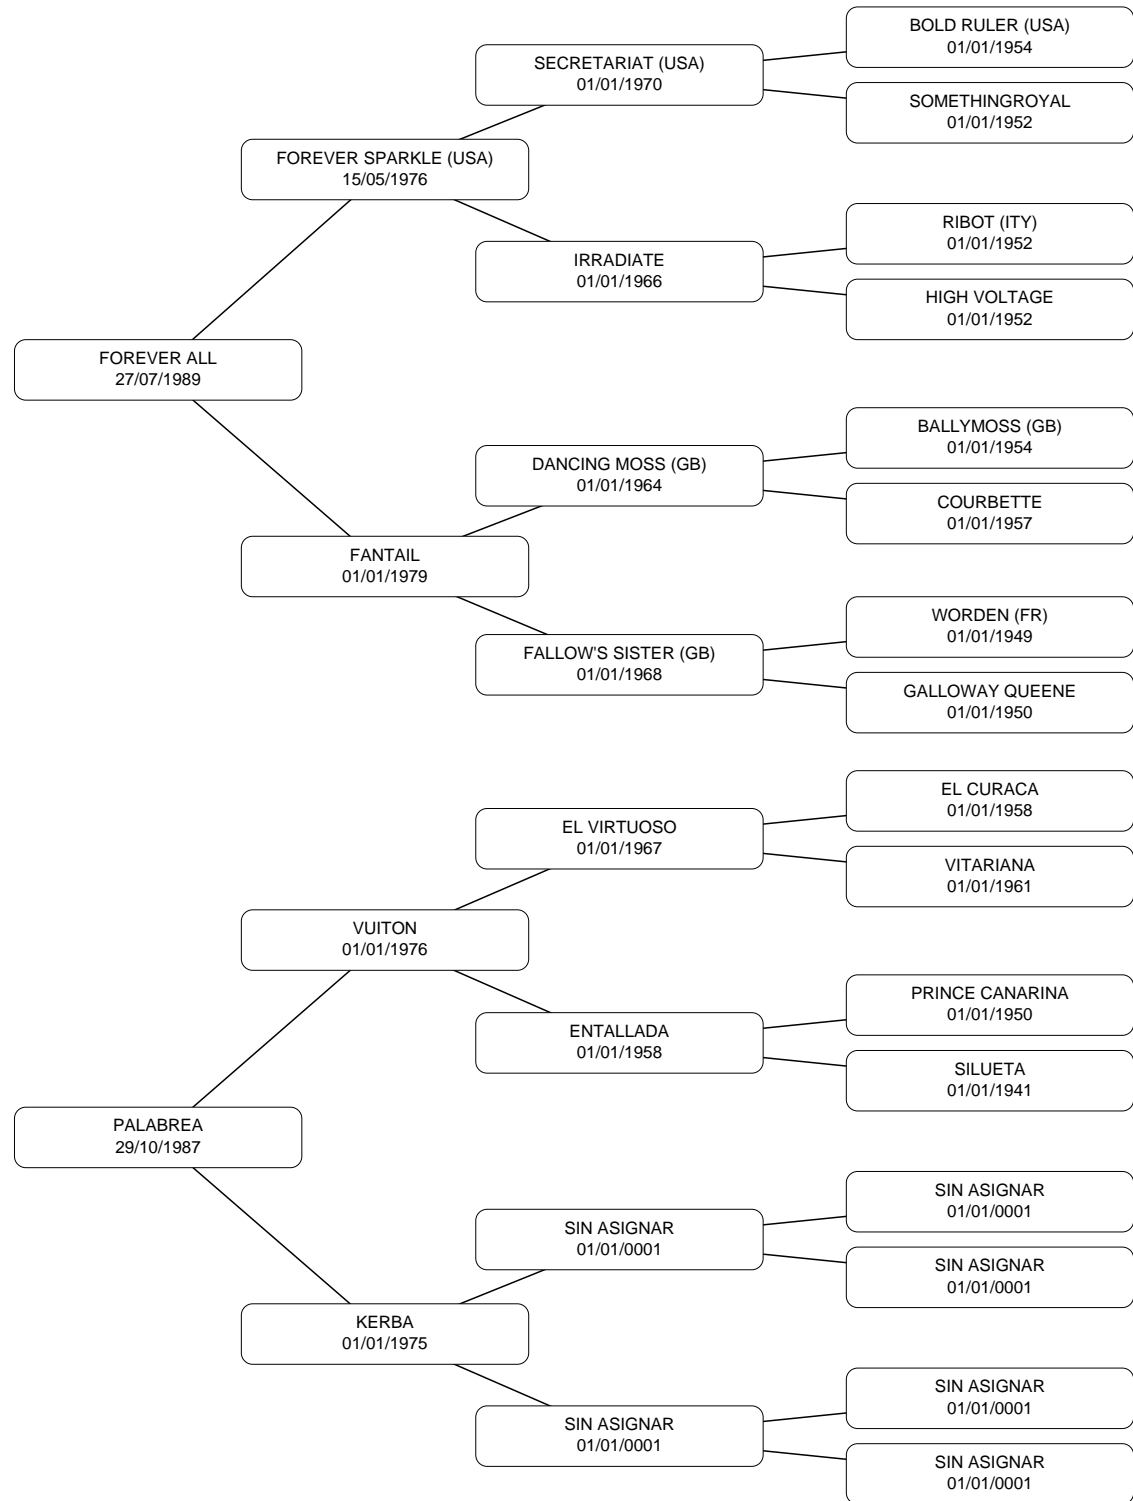 BOLD RULER (USA)
01/01/1954
SECRETARIAT (USA)
01/01/1970
SOMETHINGROYAL
01/01/1952
FOREVER SPARKLE (USA)
15/05/1976
RIBOT (ITY)
01/01/1952
IRRADIATE
01/01/1966
HIGH VOLTAGE
01/01/1952
FOREVER ALL
27/07/1989
BALLYMOSS (GB)
01/01/1954
DANCING MOSS (GB)
01/01/1964
COURBETTE
01/01/1957
FANTAIL
01/01/1979
WORDEN (FR)
01/01/1949
FALLOW'S SISTER (GB)
01/01/1968
GALLOWAY QUEENE
01/01/1950
EL CURACA
01/01/1958
EL VIRTUOSO
01/01/1967
VITARIANA
01/01/1961
VUITON
01/01/1976
PRINCE CANARINA
01/01/1950
ENTALLADA
01/01/1958
SILUETA
01/01/1941
PALABREA
29/10/1987
SIN ASIGNAR
01/01/0001
SIN ASIGNAR
01/01/0001
SIN ASIGNAR
01/01/0001
KERBA
01/01/1975
SIN ASIGNAR
01/01/0001
SIN ASIGNAR
01/01/0001
SIN ASIGNAR
01/01/0001